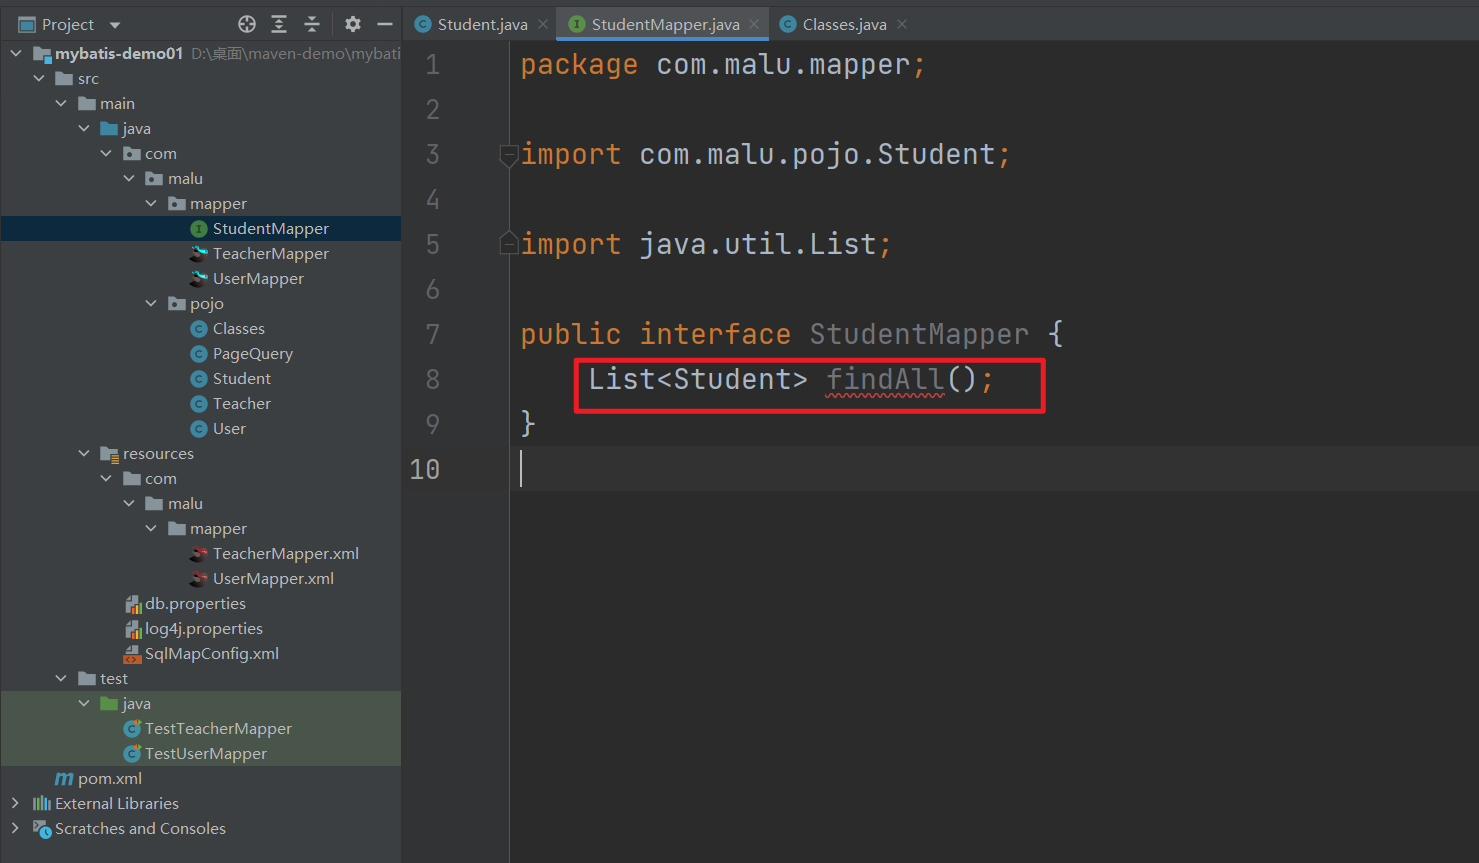 Project
Student.java
StudentMapper.java
Classes.java
mybatis-demo01 D:\桌面\maven-demo\mybati
src
main
java
com
malu
mapper
StudentMapper
TeacherMapper
UserMapper
pojo
Classes
PageQuery
Student
Teacher
User
resources
com
malu
mapper
TeacherMapper.xml
UserMapper.xml
db.properties
log4j.properties
SqlMapConfig.xml
test
java
TestTeacherMapper
TestUserMapper
pom.xml
External Libraries
Scratches and Consoles
1 package com.malu.mapper;
2
3 import com.malu.pojo.Student;
4
5 import java.util.List;
6
7 public interface StudentMapper {
8 List<Student> findAll();
9 }
10